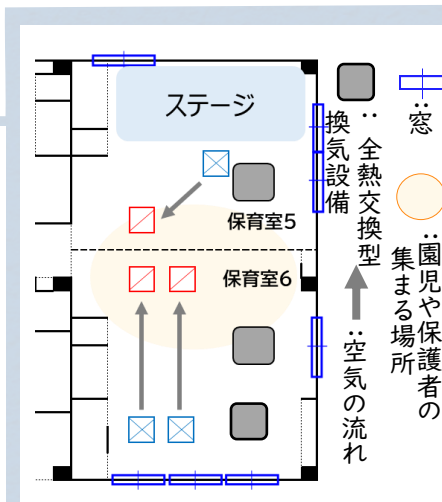 ステージ
保育室5
保育室6
：窓
：全熱交換型
換気設備
：園児や保護者の
集まる場所
：空気の流れ